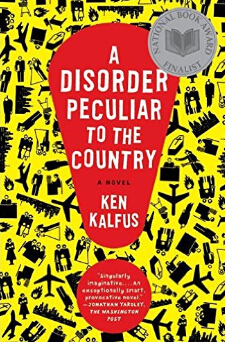 NATIONAL BOOK AWARD
FINALIST
A
DISORDER
PECULIAR
TO THE
COUNTRY
A NOVEL
KEN
KALFUS
"Singularly
imaginative. . . . An
exceptionally smart,
provocative novel."
—JONATHAN YARDLEY,
THE WASHINGTON
POST